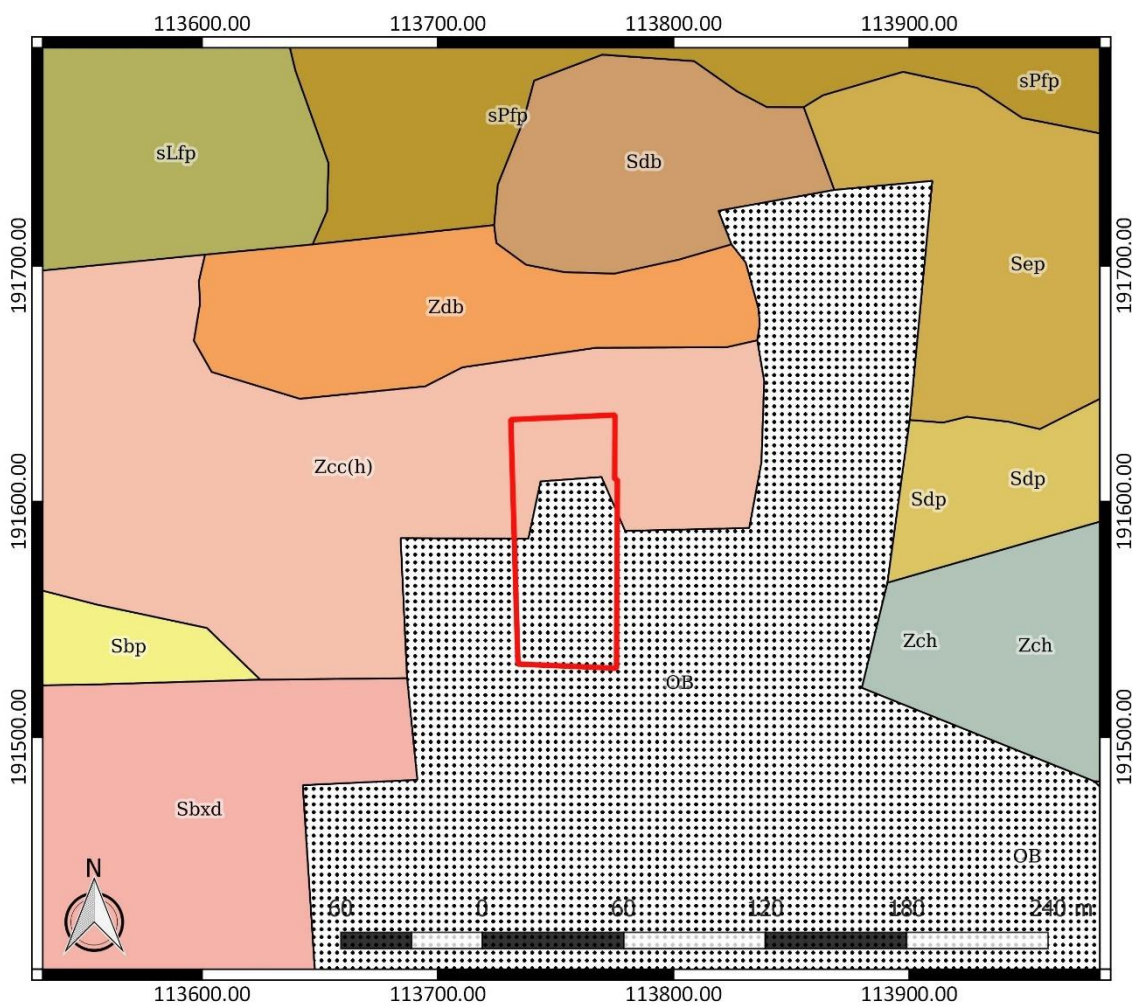 113600.00 113700.00 113800.00 113900.00
sPfp
sPfp
sLfp
Sdb
191700.00
Sep
191700.00
Zdb
Zcc(h)
Sdp
Sdp
191600.00
191600.00
Sbp
Zch
Zch
OB
191500.00
191500.00
Sbxd
OB
N
60 0 60 120 180 240 m
113600.00 113700.00 113800.00 113900.00